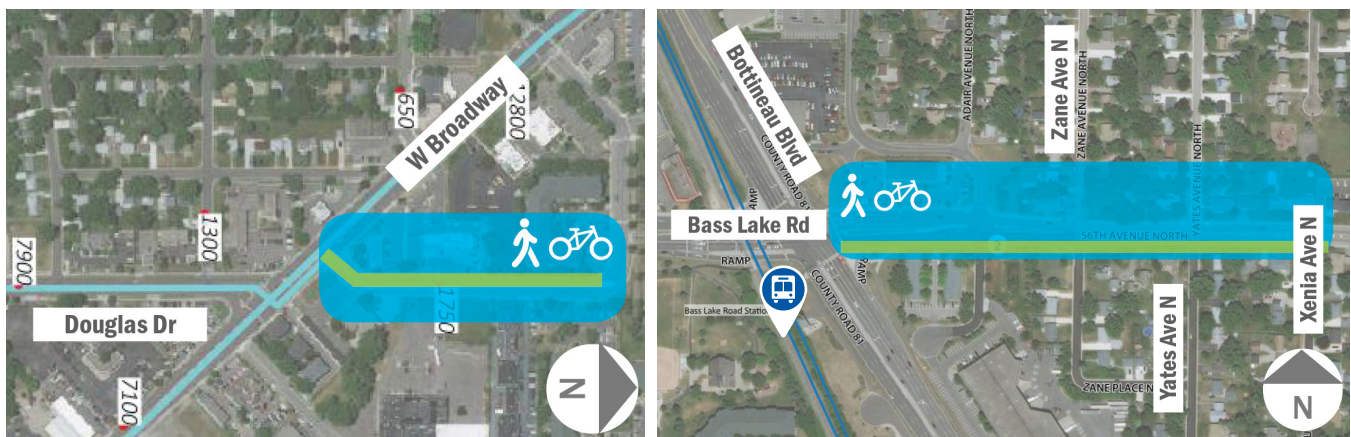 650
W Broadway
12800
1300
7900
1750
Douglas Dr
7100
N
Bottineau Blvd
ADAIR AVENUE NORTH
Zane Ave N
ZANE AVENUE NORTH
YATES AVENUE NORTH
COUNTY ROAD 81
RAMP
Bass Lake Rd
56TH AVENUE NORTH
2
RAMP
RAMP
COUNTY ROAD 81
Xenia Ave N
Bass Lake Road Station
Yates Ave N
ZANE PLACE N
N